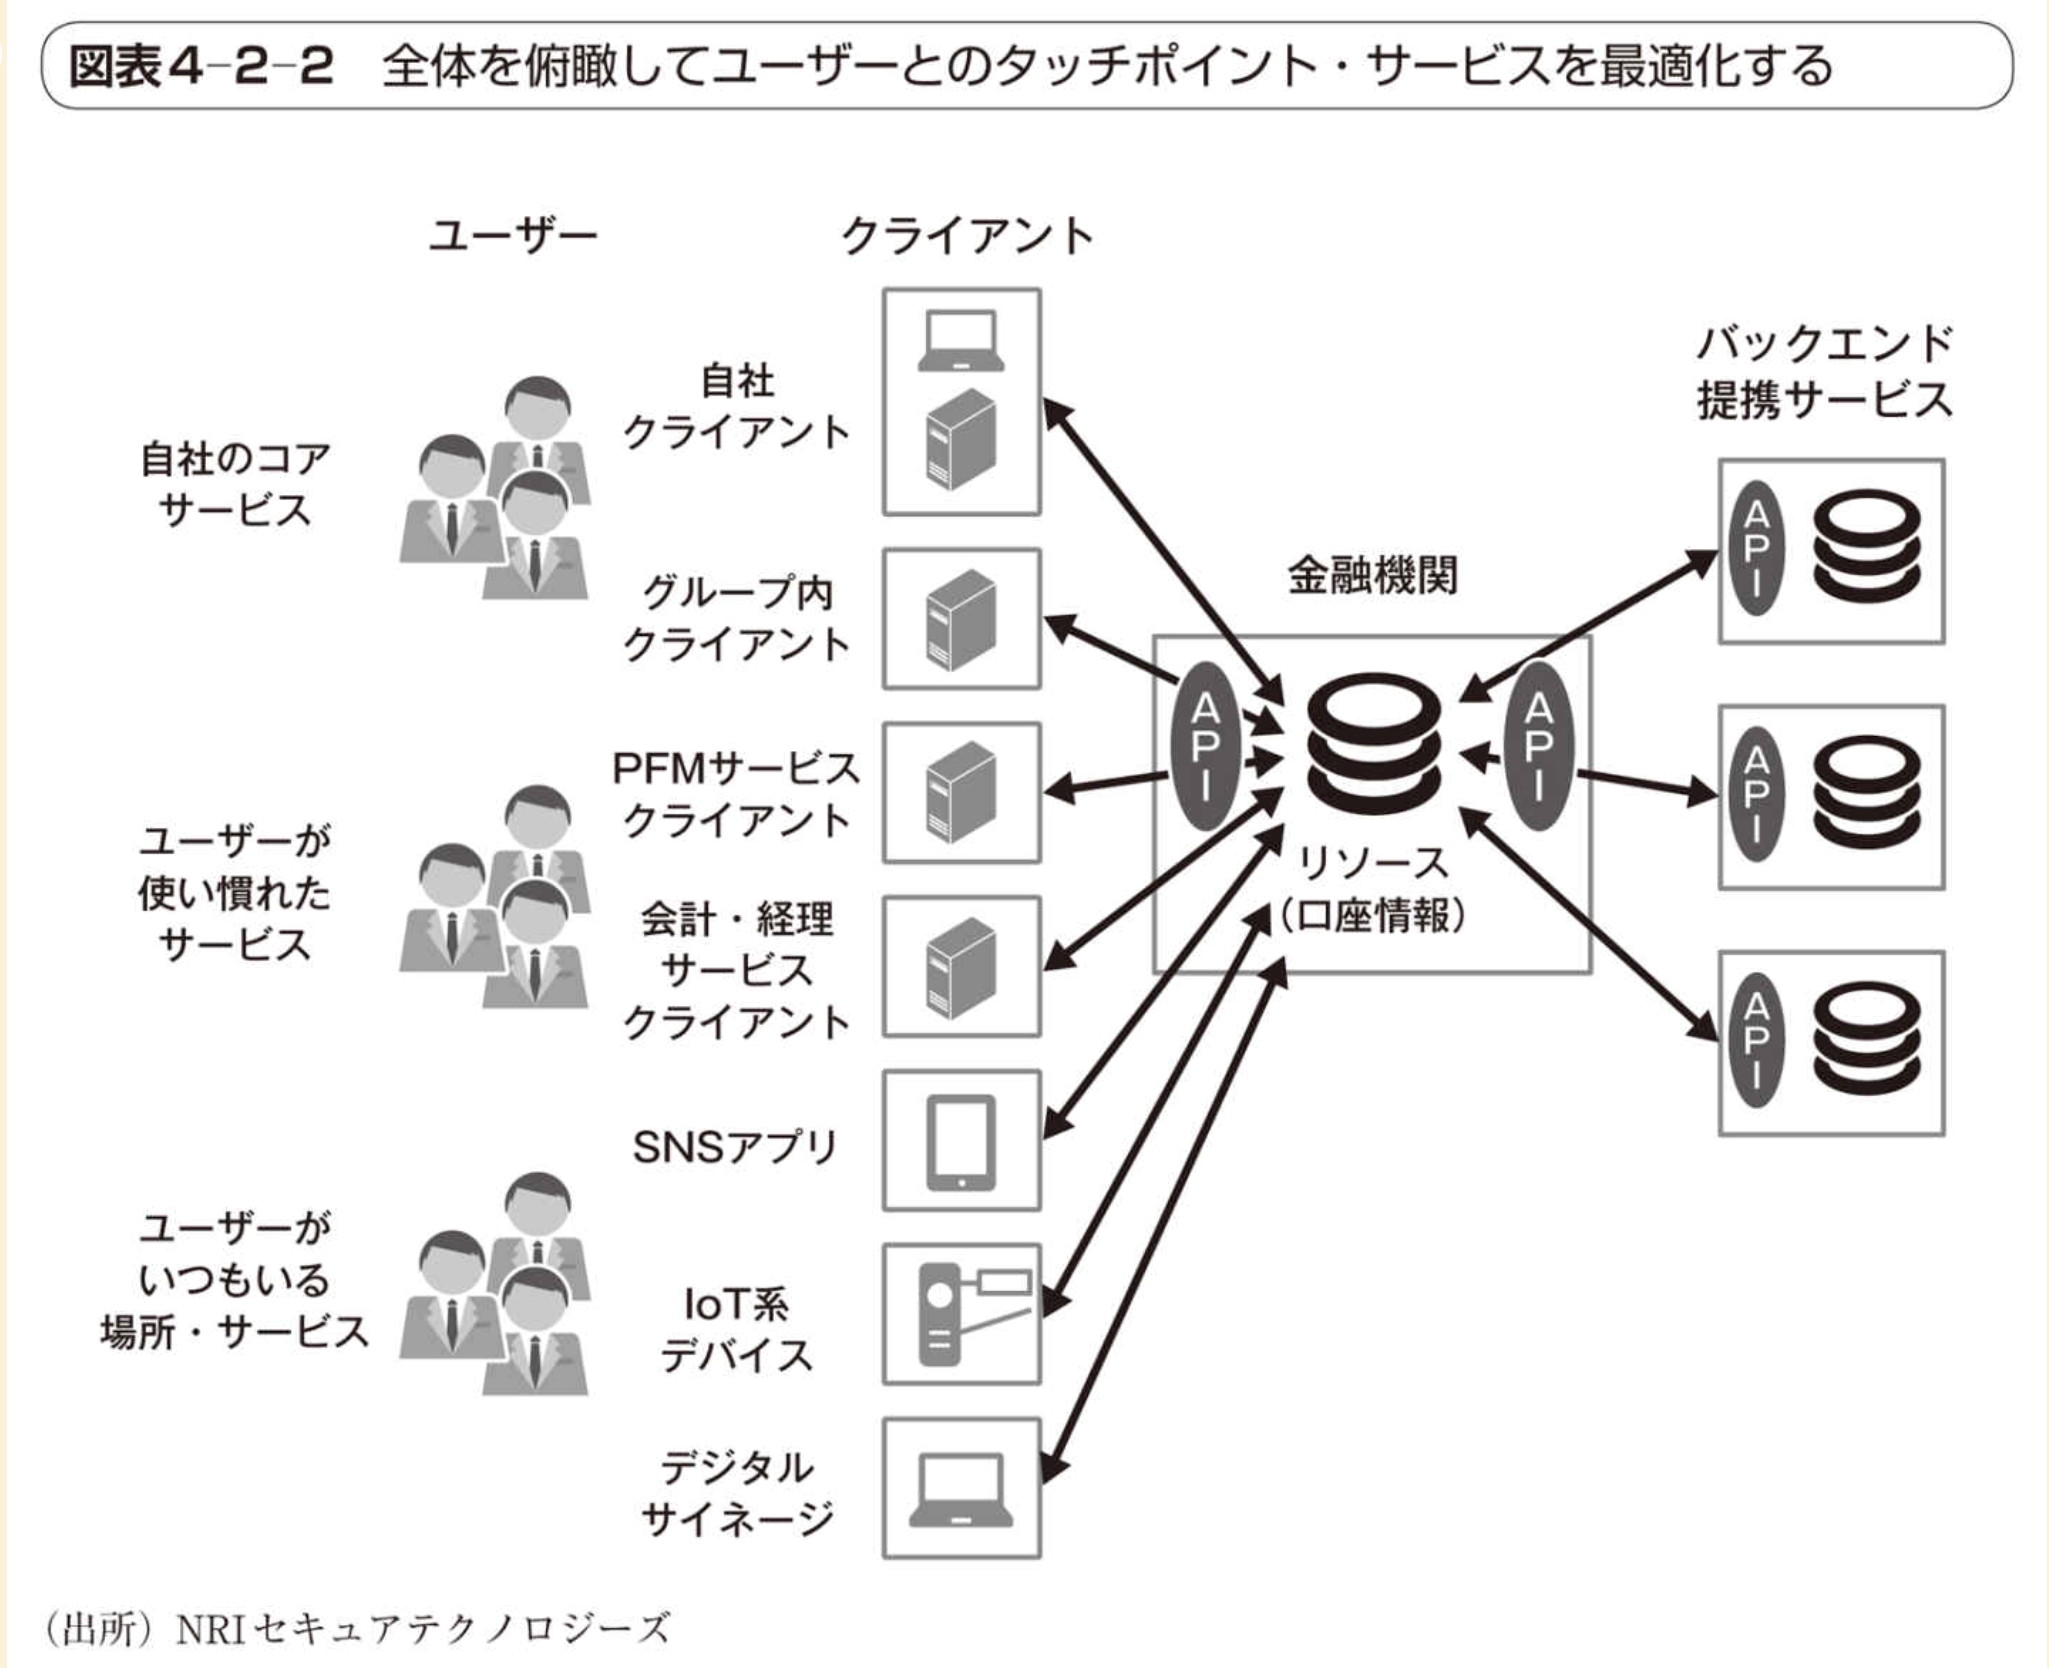 図表4-2-2　全体を俯瞰してユーザーとのタッチポイント・サービスを最適化する
ユーザー
クライアント
自社のコア
サービス
自社
クライアント
グループ内
クライアント
ユーザーが
使い慣れた
サービス
PFMサービス
クライアント
会計・経理
サービス
クライアント
ユーザーが
いつもいる
場所・サービス
SNSアプリ
IoT系
デバイス
デジタル
サイネージ
金融機関
API
リソース
（口座情報）
API
バックエンド
提携サービス
API
API
API
（出所）NRIセキュアテクノロジーズ